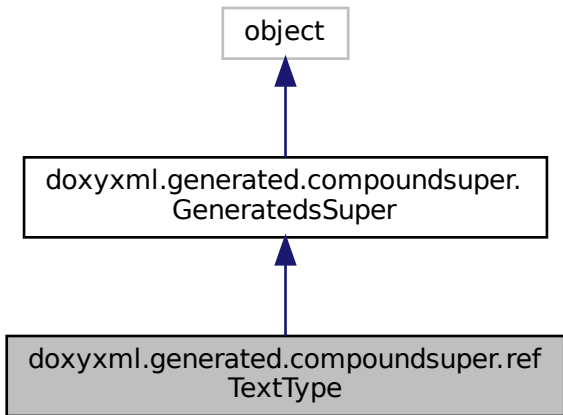 object
doxyxml.generated.compoundsuper.
GeneratedsSuper
doxyxml.generated.compoundsuper.ref
TextType